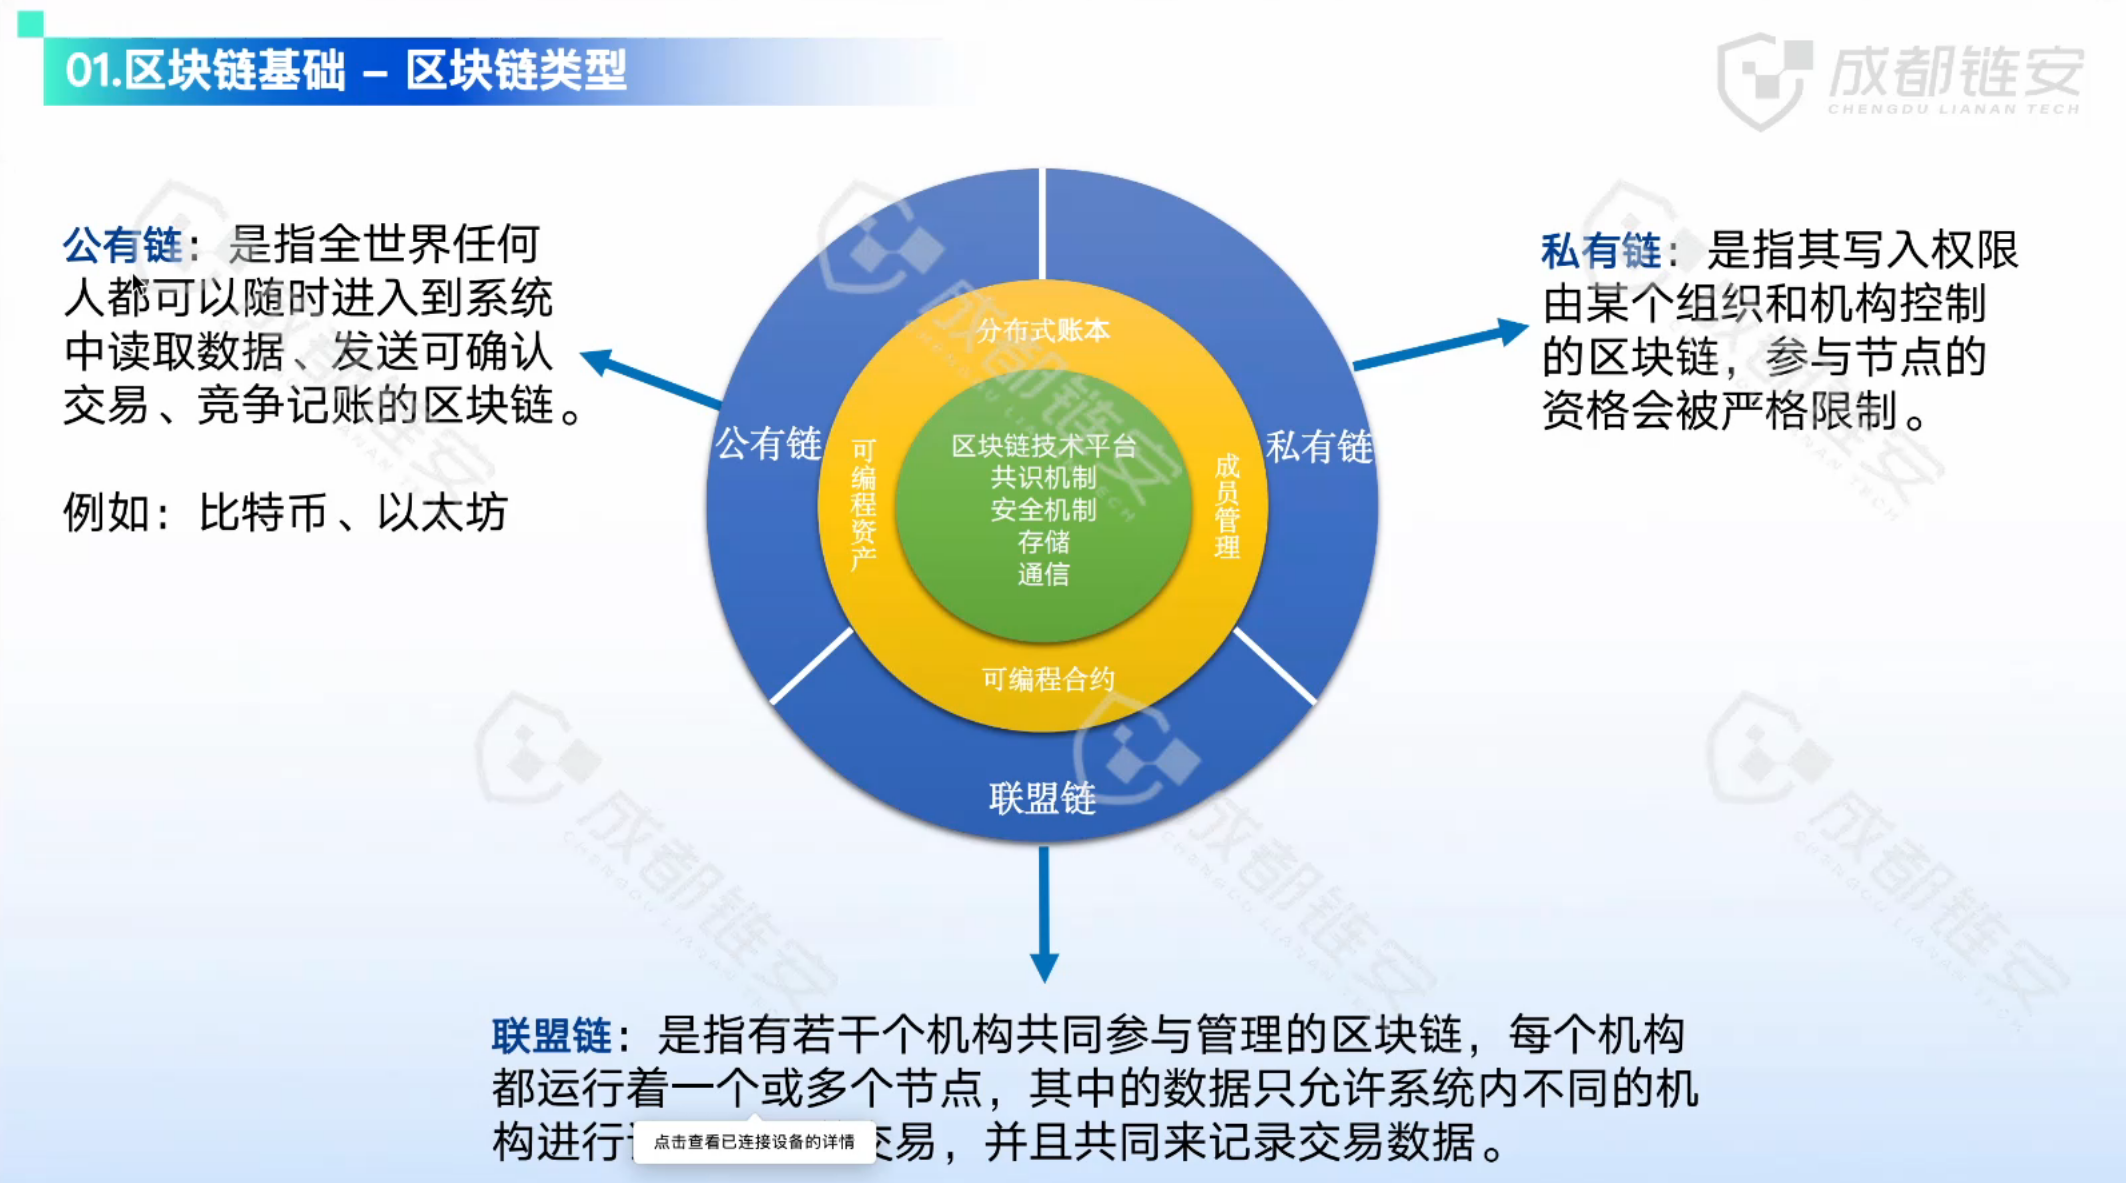 01.区块链基础 – 区块链类型
成都链安
CHENGDU LIANAN TECH
公有链：是指全世界任何
人都可以随时进入到系统
中读取数据、发送可确认
交易、竞争记账的区块链。
例如：比特币、以太坊
分布式账本
公有链
可编程资产
区块链技术平台
共识机制
安全机制
存储
通信
成员管理
私有链
可编程合约
联盟链
私有链：是指其写入权限
由某个组织和机构控制
的区块链，参与节点的
资格会被严格限制。
联盟链：是指有若干个机构共同参与管理的区块链，每个机构
都运行着一个或多个节点，其中的数据只允许系统内不同的机
构进行 交易，并且共同来记录交易数据。
点击查看已连接设备的详情